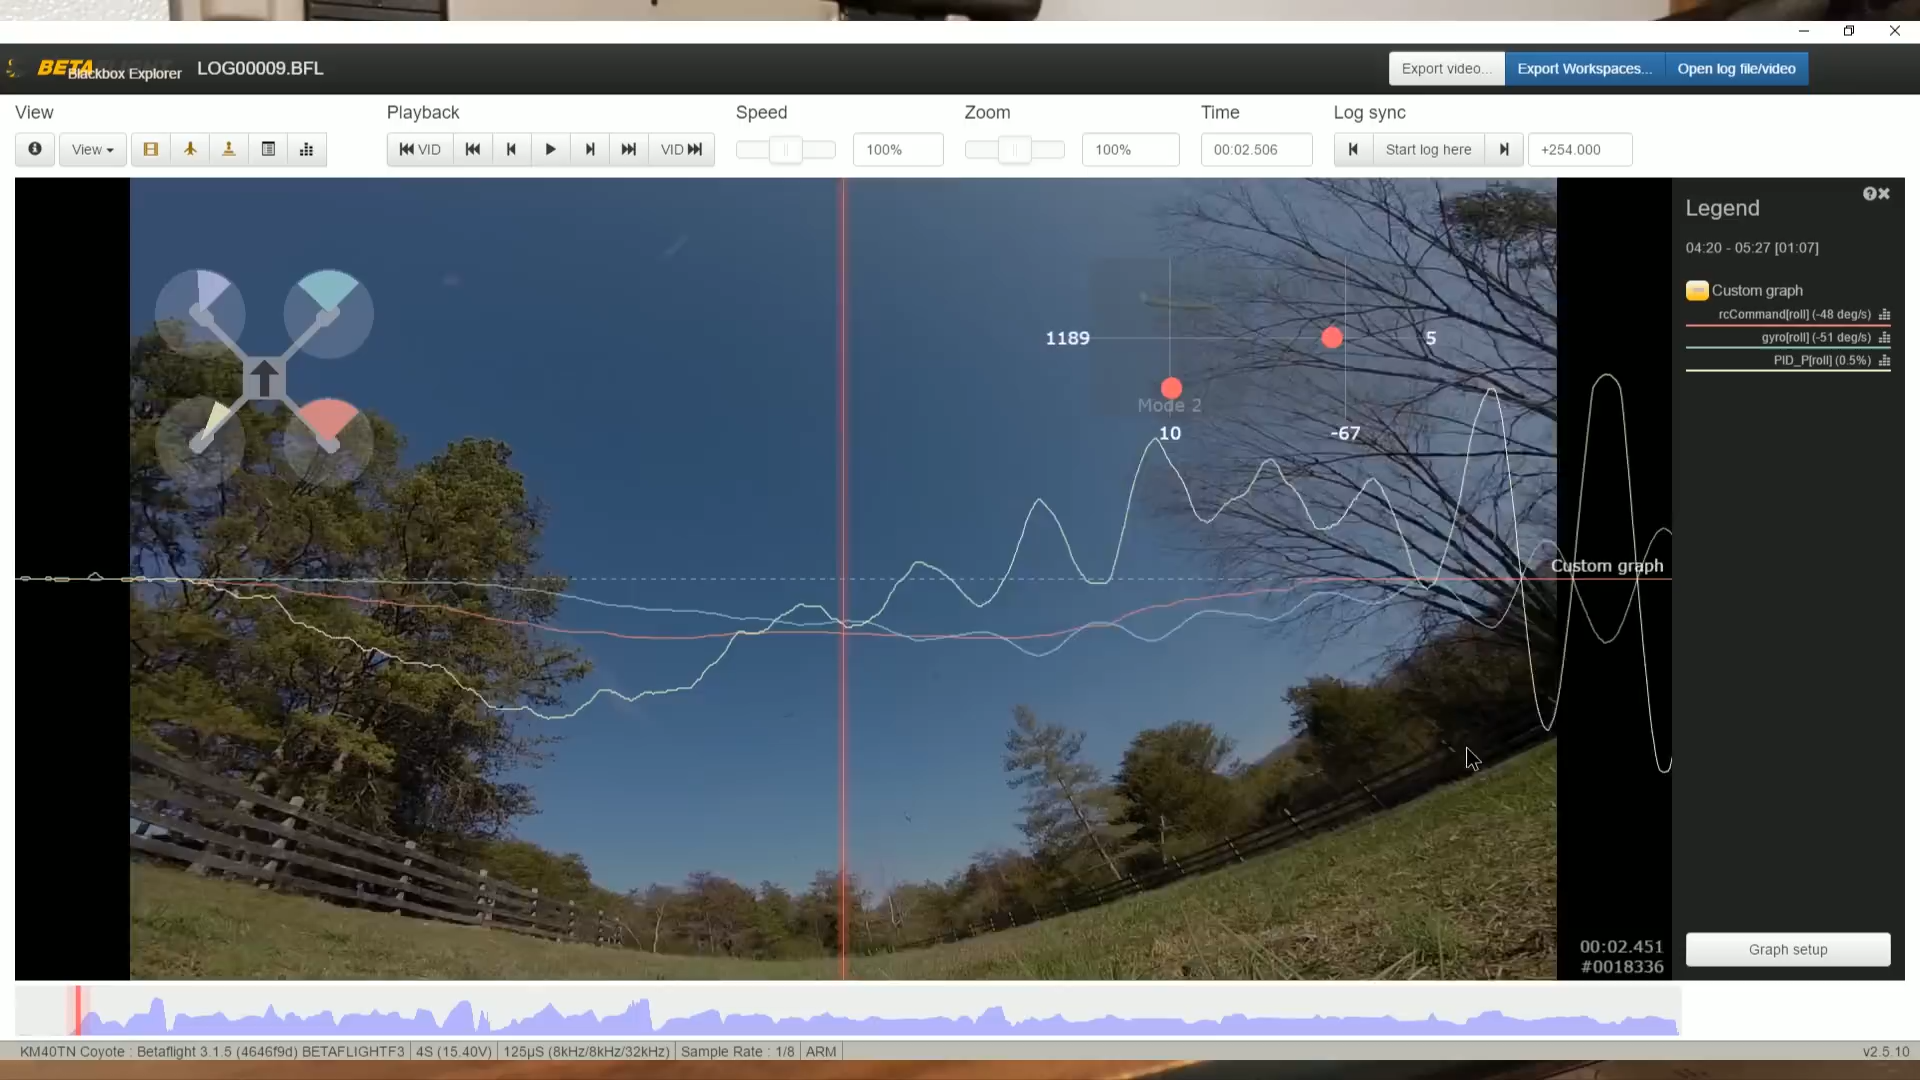 BETAFLIGHT
Blackbox Explorer
LOG00009.BFL
Export video...
Export Workspaces...
Open log file/video
View
Playback
Speed
Zoom
Time
Log sync
View
VID
VID
100%
100%
00:02.506
Start log here
+254.000
Legend
04:20 - 05:27 [01:07]
Custom graph
rcCommand[roll] (-48 deg/s)
gyro[roll] (-51 deg/s)
PID_P[roll] (0.5%)
1189
5
Mode 2
10
-67
Custom graph
00:02.451
#0018336
Graph setup
KM40TN Coyote : Betaflight 3.1.5 (4646f9d) BETAFLIGHTF3
4S (15.40V)
125µS (8kHz/8kHz/32kHz)
Sample Rate : 1/8
ARM
v2.5.10